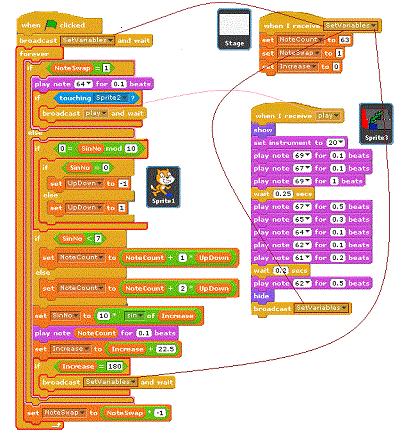 when clicked
broadcast SetVariables and wait
forever
if NoteSwap = 1
play note 64 for 0.1 beats
if touching Sprite2 ?
broadcast play and wait
else
if 0 = SinNo mod 10
if SinNo = 0
set UpDown to -1
else
set UpDown to 1
if SinNo < 7
set NoteCount to NoteCount + 1 * UpDown
else
set NoteCount to NoteCount + 2 * UpDown
set SinNo to 10 * sin of Increase
play note NoteCount for 0.1 beats
set Increase to Increase + 22.5
if Increase = 180
broadcast SetVariables and wait
set NoteSwap to NoteSwap * -1
Sprite1
Stage
when I receive SetVariables
set NoteCount to 63
set NoteSwap to 1
set Increase to 0
when I receive play
show
set instrument to 20
play note 69 for 0.1 beats
play note 67 for 0.1 beats
play note 69 for 1 beats
wait 0.25 secs
play note 67 for 0.5 beats
play note 65 for 0.3 beats
play note 64 for 0.1 beats
play note 62 for 0.1 beats
play note 61 for 0.2 beats
wait 0.2 secs
play note 62 for 0.5 beats
hide
broadcast SetVariables
Sprite3